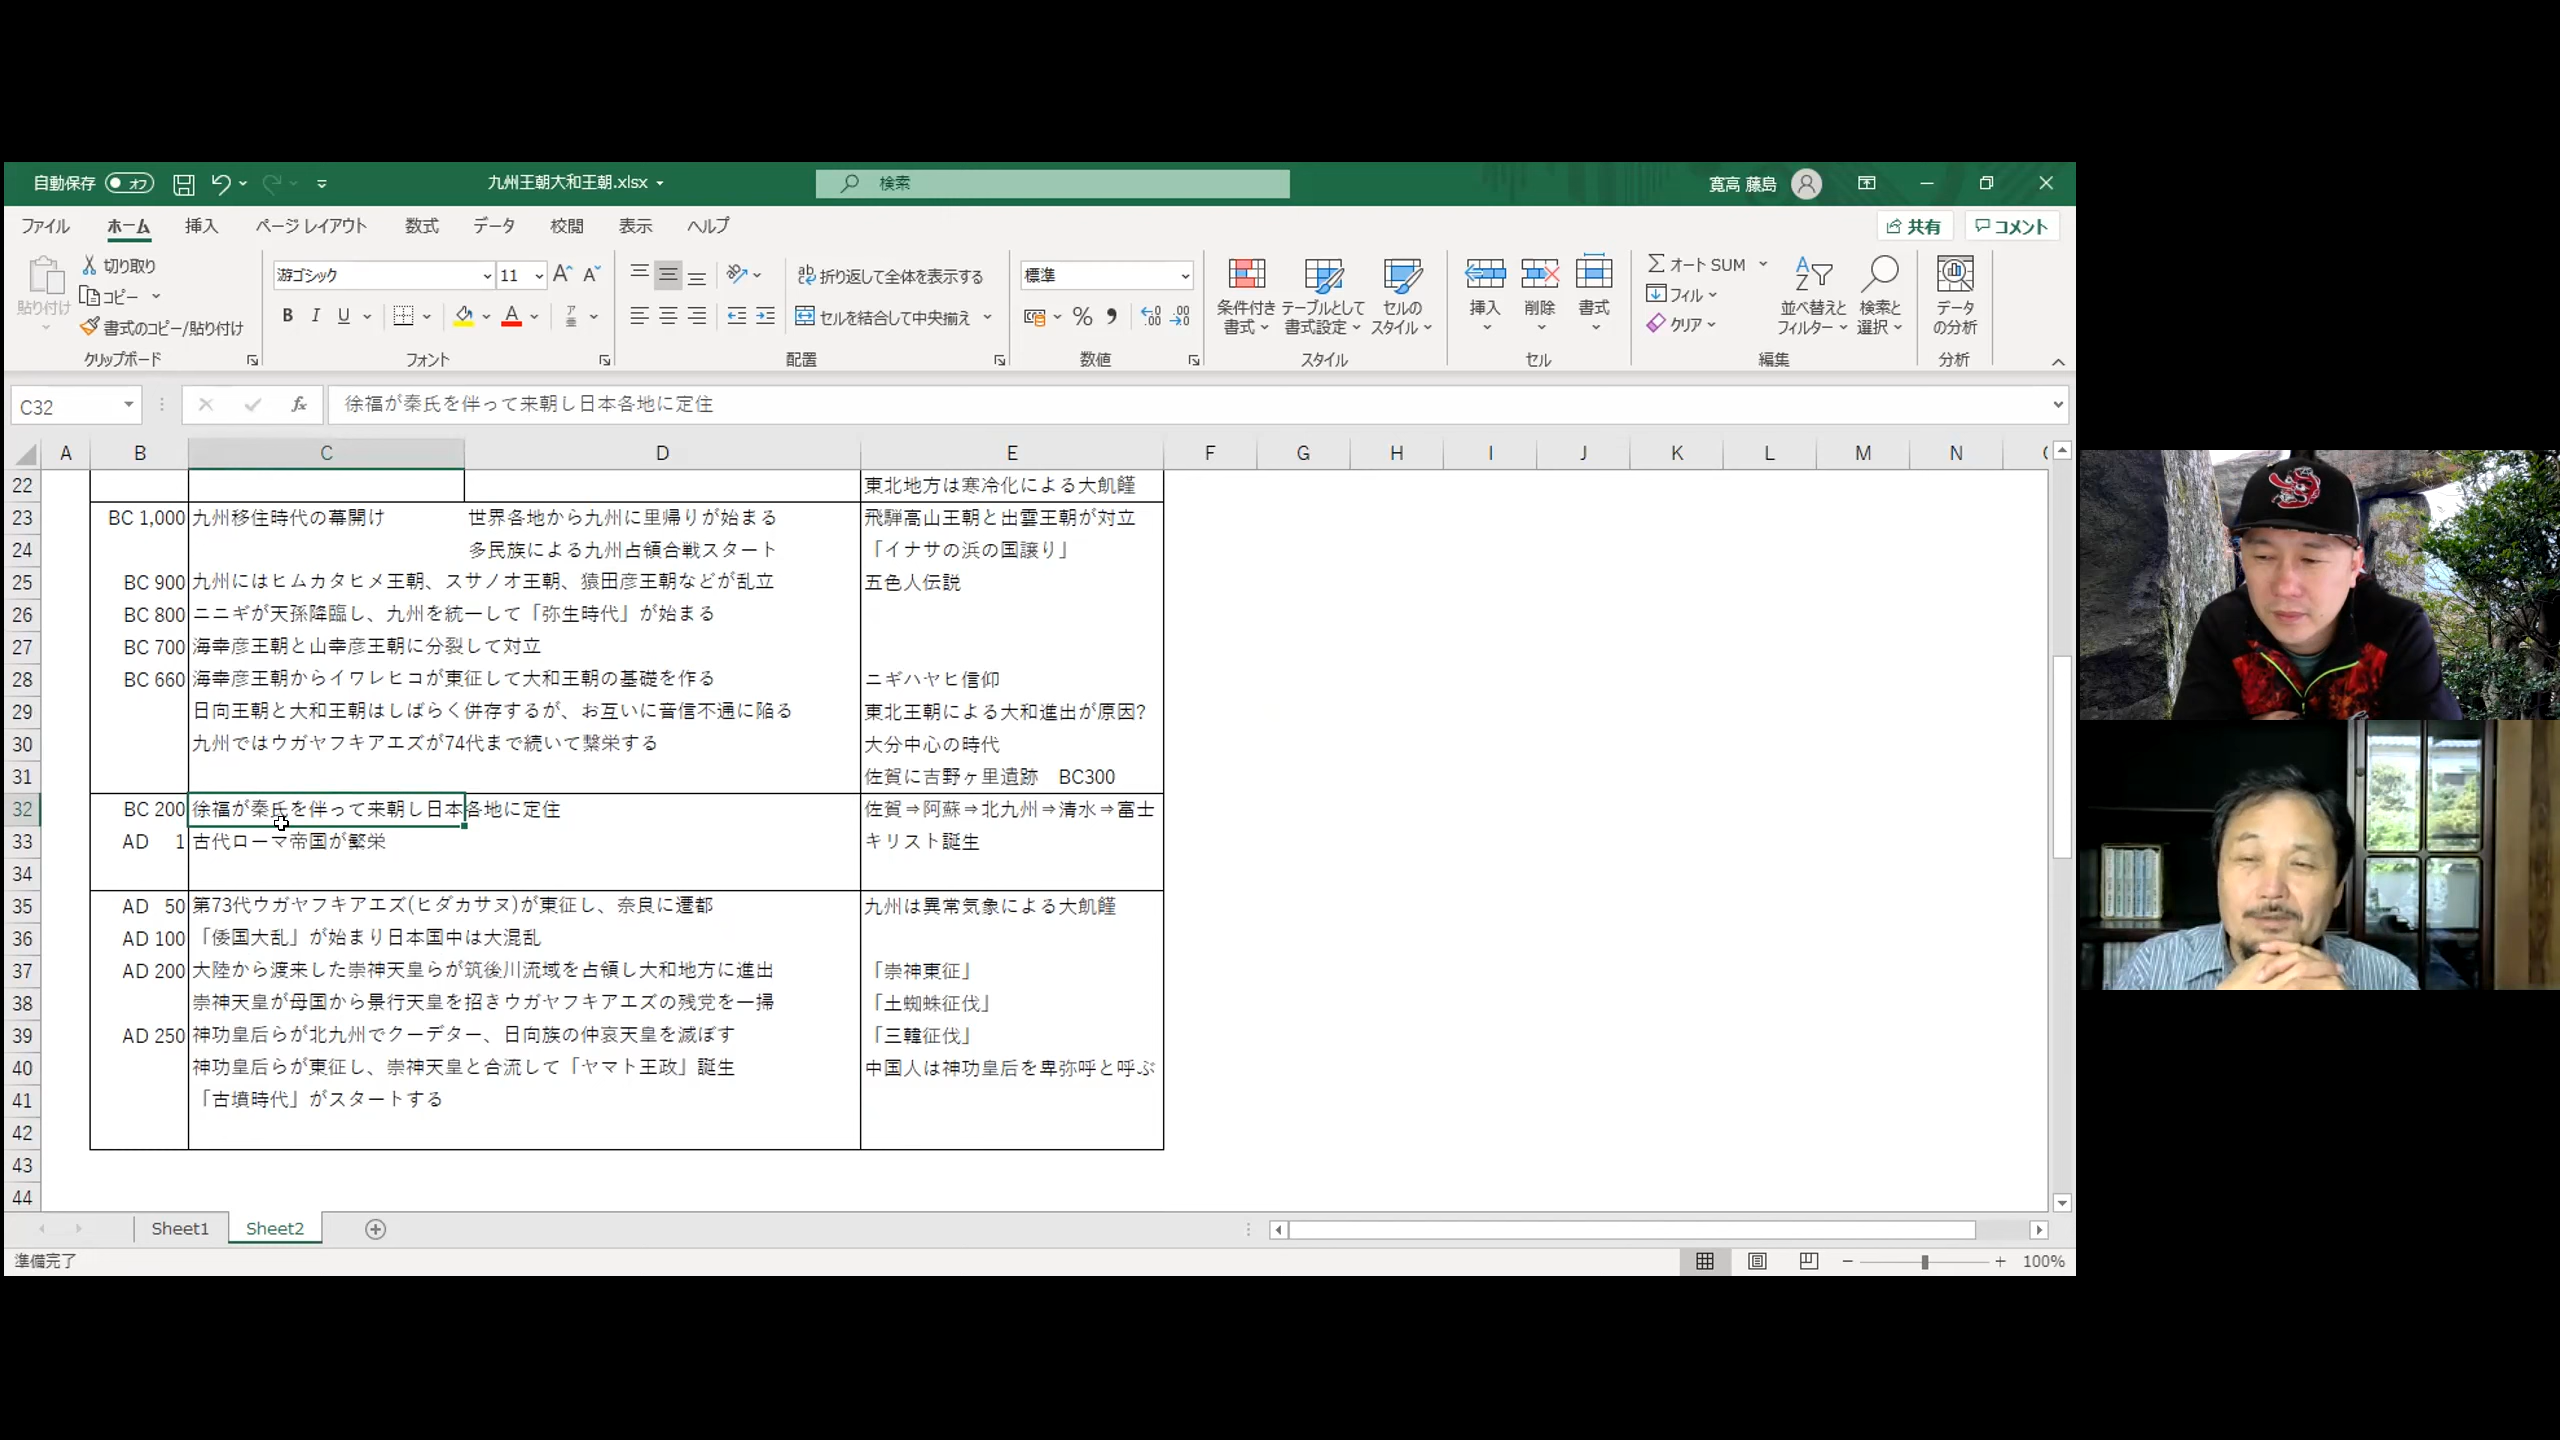 自動保存 オフ 九州王朝大和王朝.xlsx 検索 寛高 藤島
ファイル ホーム 挿入 ページ レイアウト 数式 データ 校閲 表示 ヘルプ 共有 コメント
貼り付け 切り取り コピー 書式のコピー/貼り付け クリップボード
游ゴシック 11 B I U フォント
折り返して全体を表示する セルを結合して中央揃え 配置
標準 % 数値
条件付き書式 テーブルとして書式設定 セルのスタイル スタイル
挿入 削除 書式 セル
オート SUM フィル クリア 並べ替えとフィルター 検索と選択 編集
データの分析 分析
C32 fx 徐福が秦氏を伴って来朝し日本各地に定住
A B C D E F G H I J K L M N
22 東北地方は寒冷化による大飢饉
23 BC 1,000 九州移住時代の幕開け 世界各地から九州に里帰りが始まる 飛騨高山王朝と出雲王朝が対立
24 多民族による九州占領合戦スタート 「イナサの浜の国譲り」
25 BC 900 九州にはヒムカタヒメ王朝、スサノオ王朝、猿田彦王朝などが乱立 五色人伝説
26 BC 800 ニニギが天孫降臨し、九州を統一して「弥生時代」が始まる
27 BC 700 海幸彦王朝と山幸彦王朝に分裂して対立
28 BC 660 海幸彦王朝からイワレヒコが東征して大和王朝の基礎を作る ニギハヤヒ信仰
29 日向王朝と大和王朝はしばらく併存するが、お互いに音信不通に陥る 東北王朝による大和進出が原因?
30 九州ではウガヤフキアエズが74代まで続いて繫栄する 大分中心の時代
31 佐賀に吉野ヶ里遺跡 BC300
32 BC 200 徐福が秦氏を伴って来朝し日本各地に定住 佐賀⇒阿蘇⇒北九州⇒清水⇒富士
33 AD 1 古代ローマ帝国が繁栄 キリスト誕生
34
35 AD 50 第73代ウガヤフキアエズ(ヒダカサヌ)が東征し、奈良に遷都 九州は異常気象による大飢饉
36 AD 100 「倭国大乱」が始まり日本国中は大混乱
37 AD 200 大陸から渡来した崇神天皇らが筑後川流域を占領し大和地方に進出 「崇神東征」
38 崇神天皇が母国から景行天皇を招きウガヤフキアエズの残党を一掃 「土蜘蛛征伐」
39 AD 250 神功皇后らが北九州でクーデター、日向族の仲哀天皇を滅ぼす 「三韓征伐」
40 神功皇后らが東征し、崇神天皇と合流して「ヤマト王政」誕生 中国人は神功皇后を卑弥呼と呼ぶ
41 「古墳時代」がスタートする
42
43
44
Sheet1 Sheet2
準備完了 100%